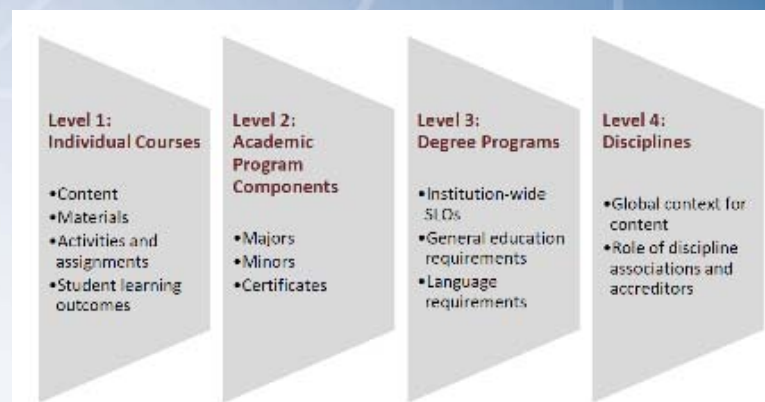 Level 1:
Individual Courses
•Content
•Materials
•Activities and
assignments
•Student learning
outcomes
Level 2:
Academic
Program
Components
•Majors
•Minors
•Certificates
Level 3:
Degree Programs
•Institution-wide
SLOs
•General education
requirements
•Language
requirements
Level 4:
Disciplines
•Global context for
content
•Role of discipline
associations and
accreditors